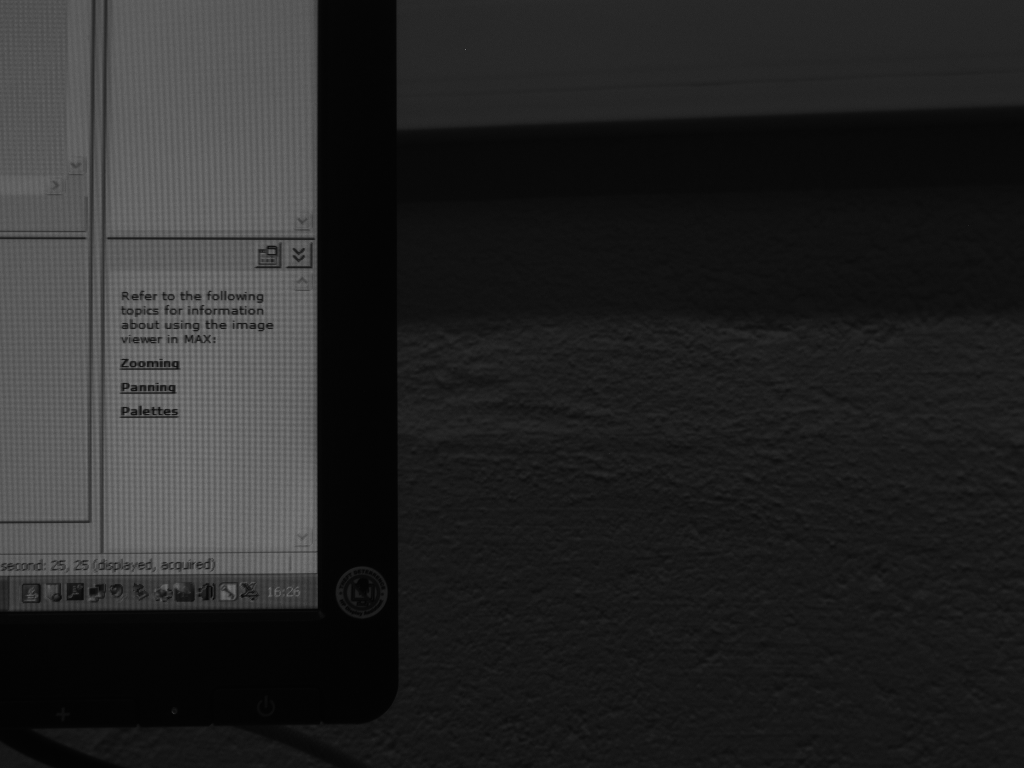 Refer to the following
topics for information
about using the image
viewer in MAX:
Zooming
Panning
Palettes
second: 25, 25 (displayed, acquired)
16:26